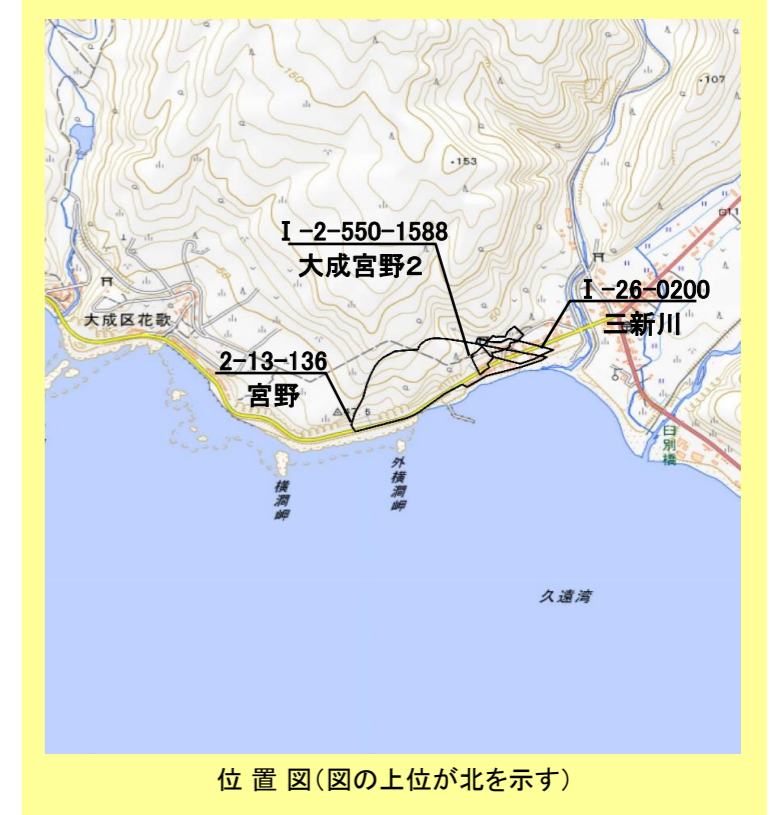 ・107
・153
150
Ⅰ-2-550-1588
大成宮野2
50
50
Ⅰ-26-0200
三新川
大成区花歌
2-13-136
宮野
臼別橋
横澗岬
外横澗岬
久遠湾
位 置 図(図の上位が北を示す)